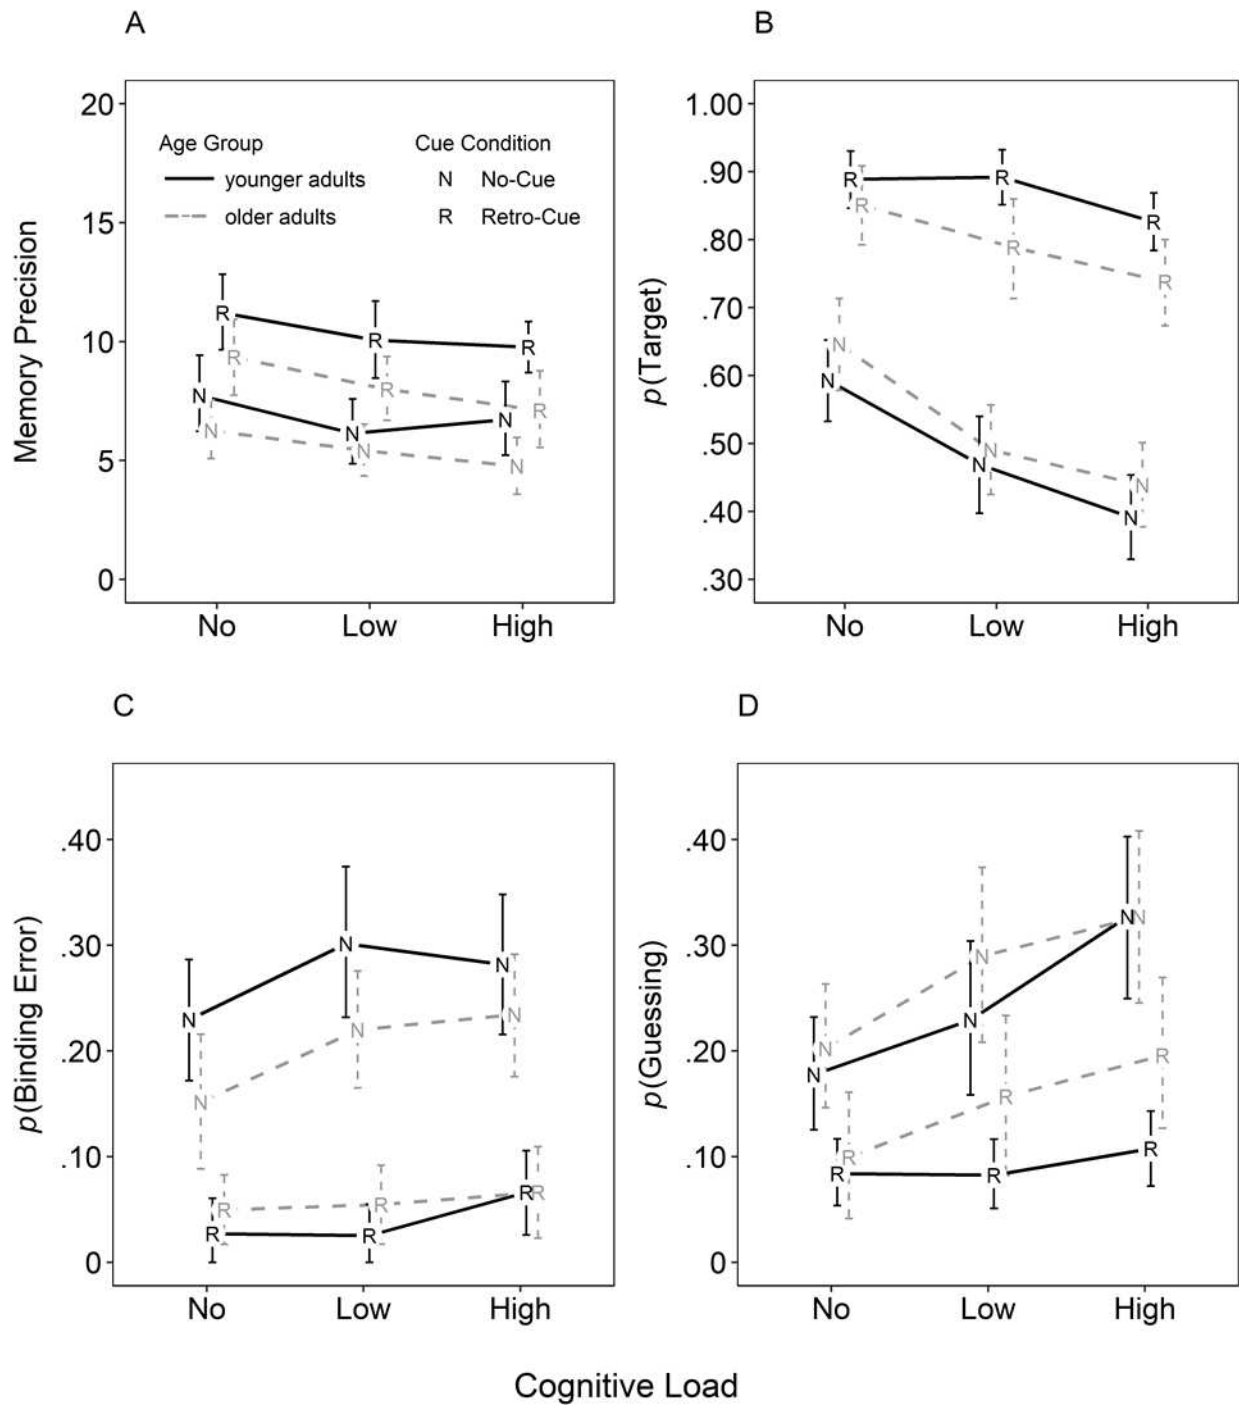 A
B
20
15
10
5
0
Memory Precision
Age Group
younger adults
older adults
Cue Condition
N No-Cue
R Retro-Cue
R
R
R
R
R
R
N
N
N
N
N
N
No
Low
High
1.00
.90
.80
.70
.60
.50
.40
.30
p(Target)
R
R
R
R
R
R
N
N
N
N
N
N
No
Low
High
C
D
.40
.30
.20
.10
0
p(Binding Error)
N
N
N
N
N
N
R
R
R
R
R
R
No
Low
High
.40
.30
.20
.10
0
p(Guessing)
N
N
N
N
N
N
R
R
R
R
R
R
No
Low
High
Cognitive Load